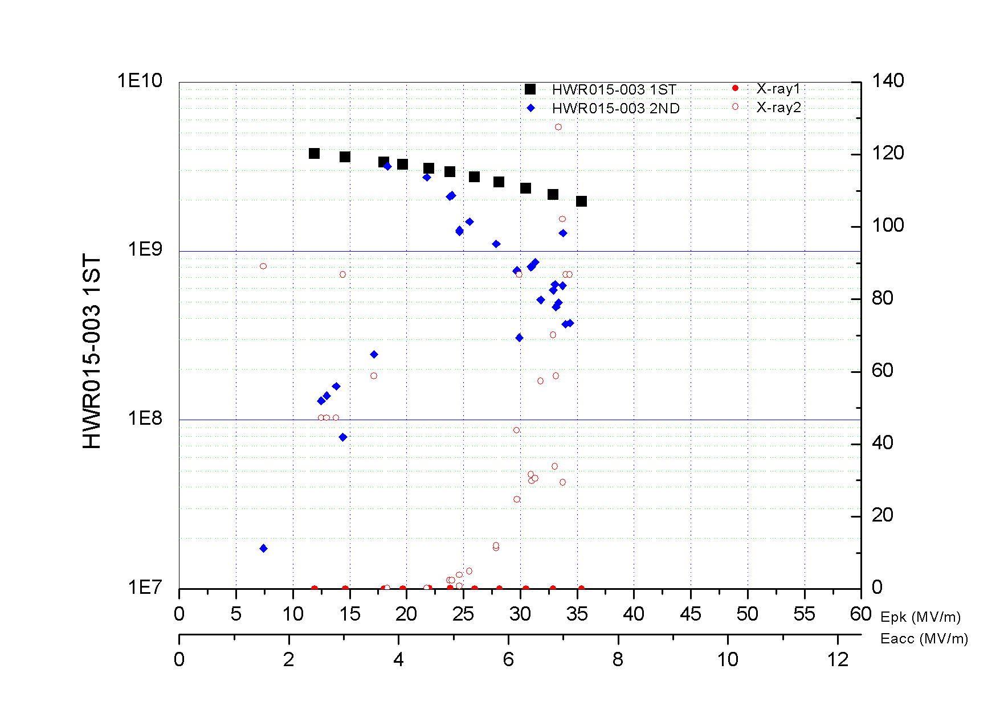 1E10
1E9
1E8
1E7
HWR015-003 1ST
HWR015-003 1ST
HWR015-003 2ND
X-ray1
X-ray2
140
120
100
80
60
40
20
0
0 5 10 15 20 25 30 35 40 45 50 55 60 Epk (MV/m)
Eacc (MV/m)
0 2 4 6 8 10 12